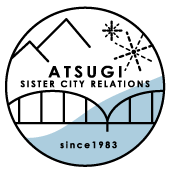 ATSUGI
SISTER CITY RELATIONS
since1983